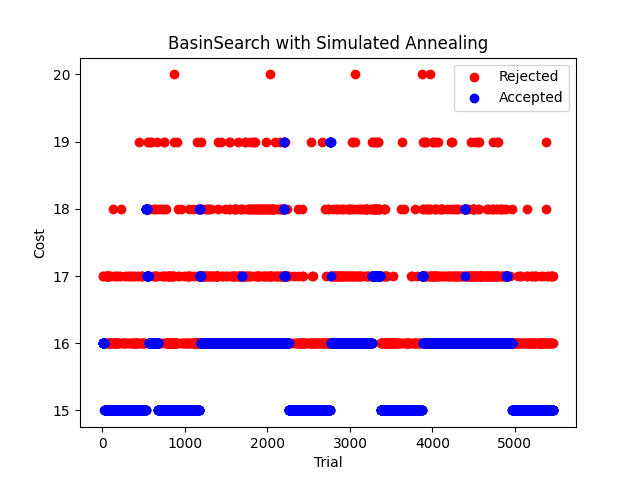 BasinSearch with Simulated Annealing
20
19
18
17
16
15
Cost
Rejected
Accepted
0 1000 2000 3000 4000 5000
Trial